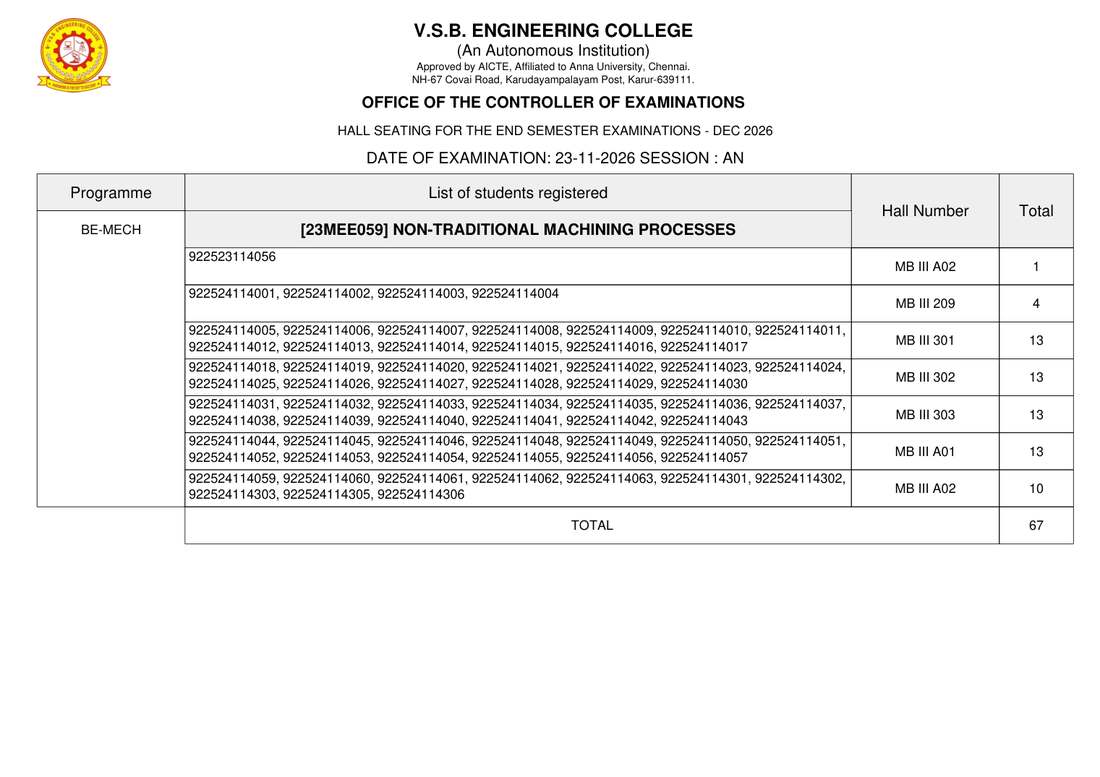 V.S.B. ENGINEERING COLLEGE
(An Autonomous Institution)
Approved by AICTE, Affiliated to Anna University, Chennai.
NH-67 Covai Road, Karudayampalayam Post, Karur-639111.
OFFICE OF THE CONTROLLER OF EXAMINATIONS
HALL SEATING FOR THE END SEMESTER EXAMINATIONS - DEC 2026
DATE OF EXAMINATION: 23-11-2026 SESSION : AN
Programme List of students registered Hall Number Total
BE-MECH [23MEE059] NON-TRADITIONAL MACHINING PROCESSES
922523114056 MB III A02 1
922524114001, 922524114002, 922524114003, 922524114004 MB III 209 4
922524114005, 922524114006, 922524114007, 922524114008, 922524114009, 922524114010, 922524114011,
922524114012, 922524114013, 922524114014, 922524114015, 922524114016, 922524114017 MB III 301 13
922524114018, 922524114019, 922524114020, 922524114021, 922524114022, 922524114023, 922524114024,
922524114025, 922524114026, 922524114027, 922524114028, 922524114029, 922524114030 MB III 302 13
922524114031, 922524114032, 922524114033, 922524114034, 922524114035, 922524114036, 922524114037,
922524114038, 922524114039, 922524114040, 922524114041, 922524114042, 922524114043 MB III 303 13
922524114044, 922524114045, 922524114046, 922524114048, 922524114049, 922524114050, 922524114051,
922524114052, 922524114053, 922524114054, 922524114055, 922524114056, 922524114057 MB III A01 13
922524114059, 922524114060, 922524114061, 922524114062, 922524114063, 922524114301, 922524114302,
922524114303, 922524114305, 922524114306 MB III A02 10
TOTAL 67